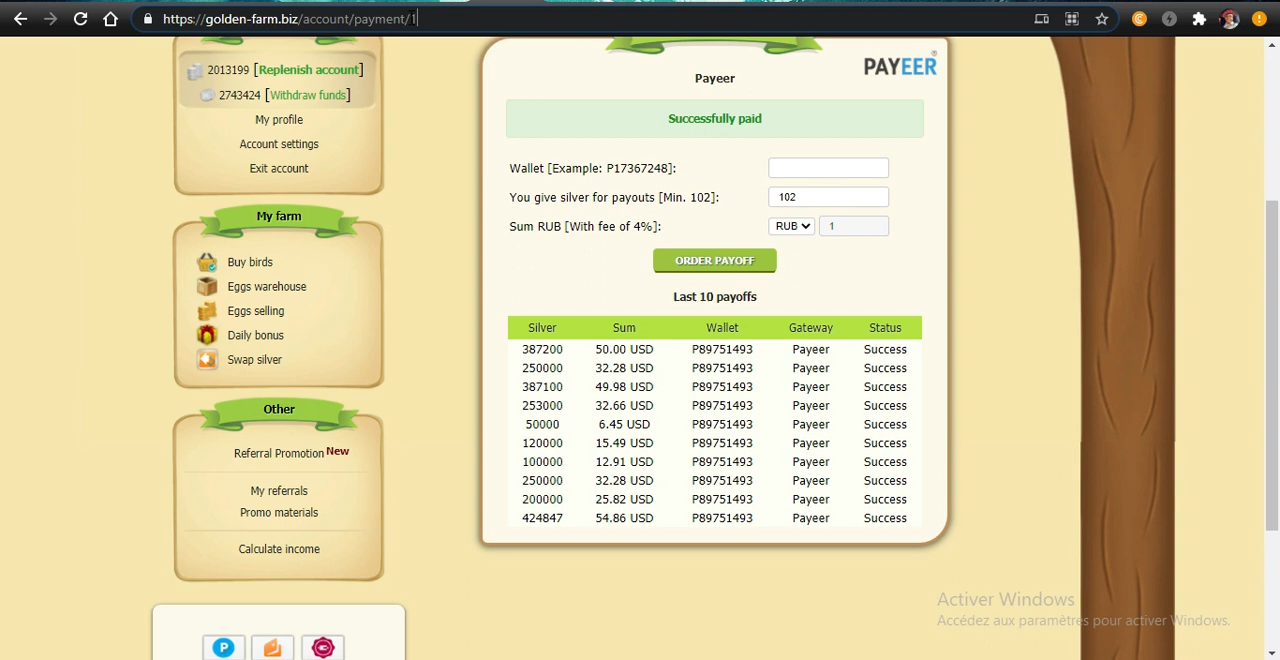 https://golden-farm.biz/account/payment/1
2013199 [Replenish account]
2743424 [Withdraw funds]
My profile
Account settings
Exit account
My farm
Buy birds
Eggs warehouse
Eggs selling
Daily bonus
Swap silver
Other
Referral Promotion New
My referrals
Promo materials
Calculate income
PAYEER®
Payeer
Successfully paid
Wallet [Example: P17367248]:
You give silver for payouts [Min. 102]: 102
Sum RUB [With fee of 4%]: RUB 1
ORDER PAYOFF
Last 10 payoffs
Silver Sum Wallet Gateway Status
387200 50.00 USD P89751493 Payeer Success
250000 32.28 USD P89751493 Payeer Success
387100 49.98 USD P89751493 Payeer Success
253000 32.66 USD P89751493 Payeer Success
50000 6.45 USD P89751493 Payeer Success
120000 15.49 USD P89751493 Payeer Success
100000 12.91 USD P89751493 Payeer Success
250000 32.28 USD P89751493 Payeer Success
200000 25.82 USD P89751493 Payeer Success
424847 54.86 USD P89751493 Payeer Success
Activer Windows
Accédez aux paramètres pour activer Windows.